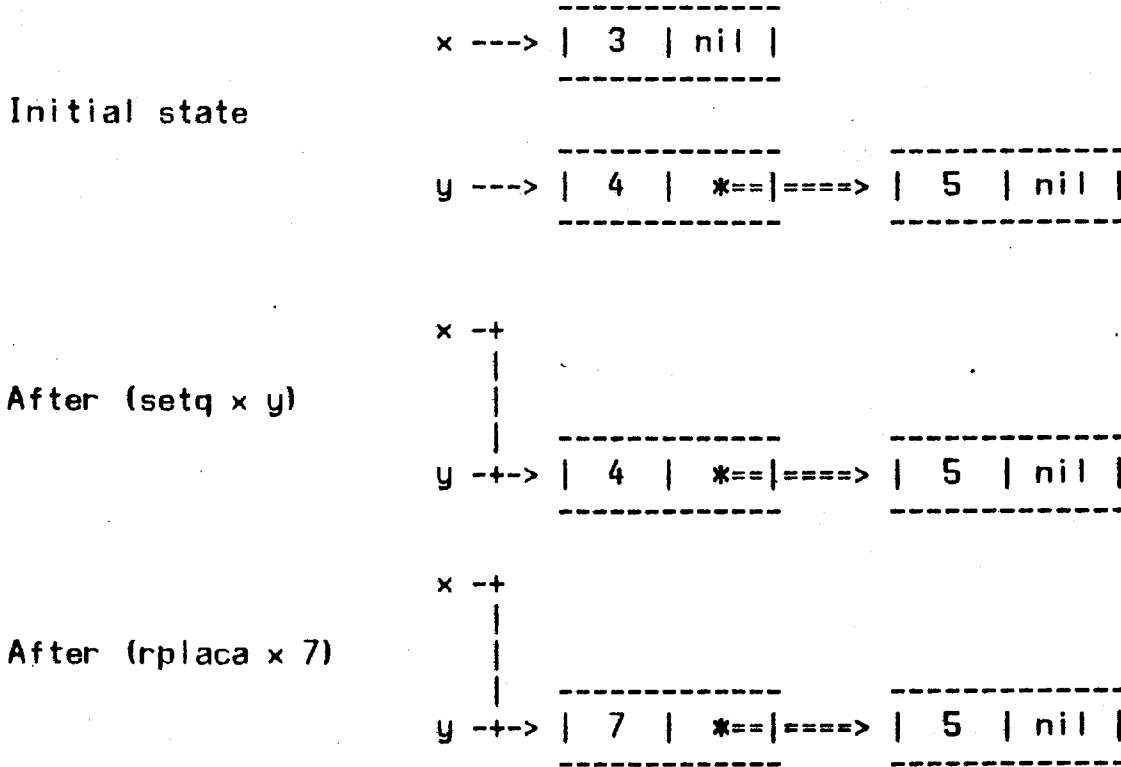 -------------
x ---> | 3 | nil |
-------------
Initial state
------------- -------------
y ---> | 4 | *==|====> | 5 | nil |
------------- -------------
x -+
|
After (setq x y) |
| ------------- -------------
y -+-> | 4 | *==|====> | 5 | nil |
------------- -------------
x -+
|
After (rplaca x 7) |
| ------------- -------------
y -+-> | 7 | *==|====> | 5 | nil |
------------- -------------